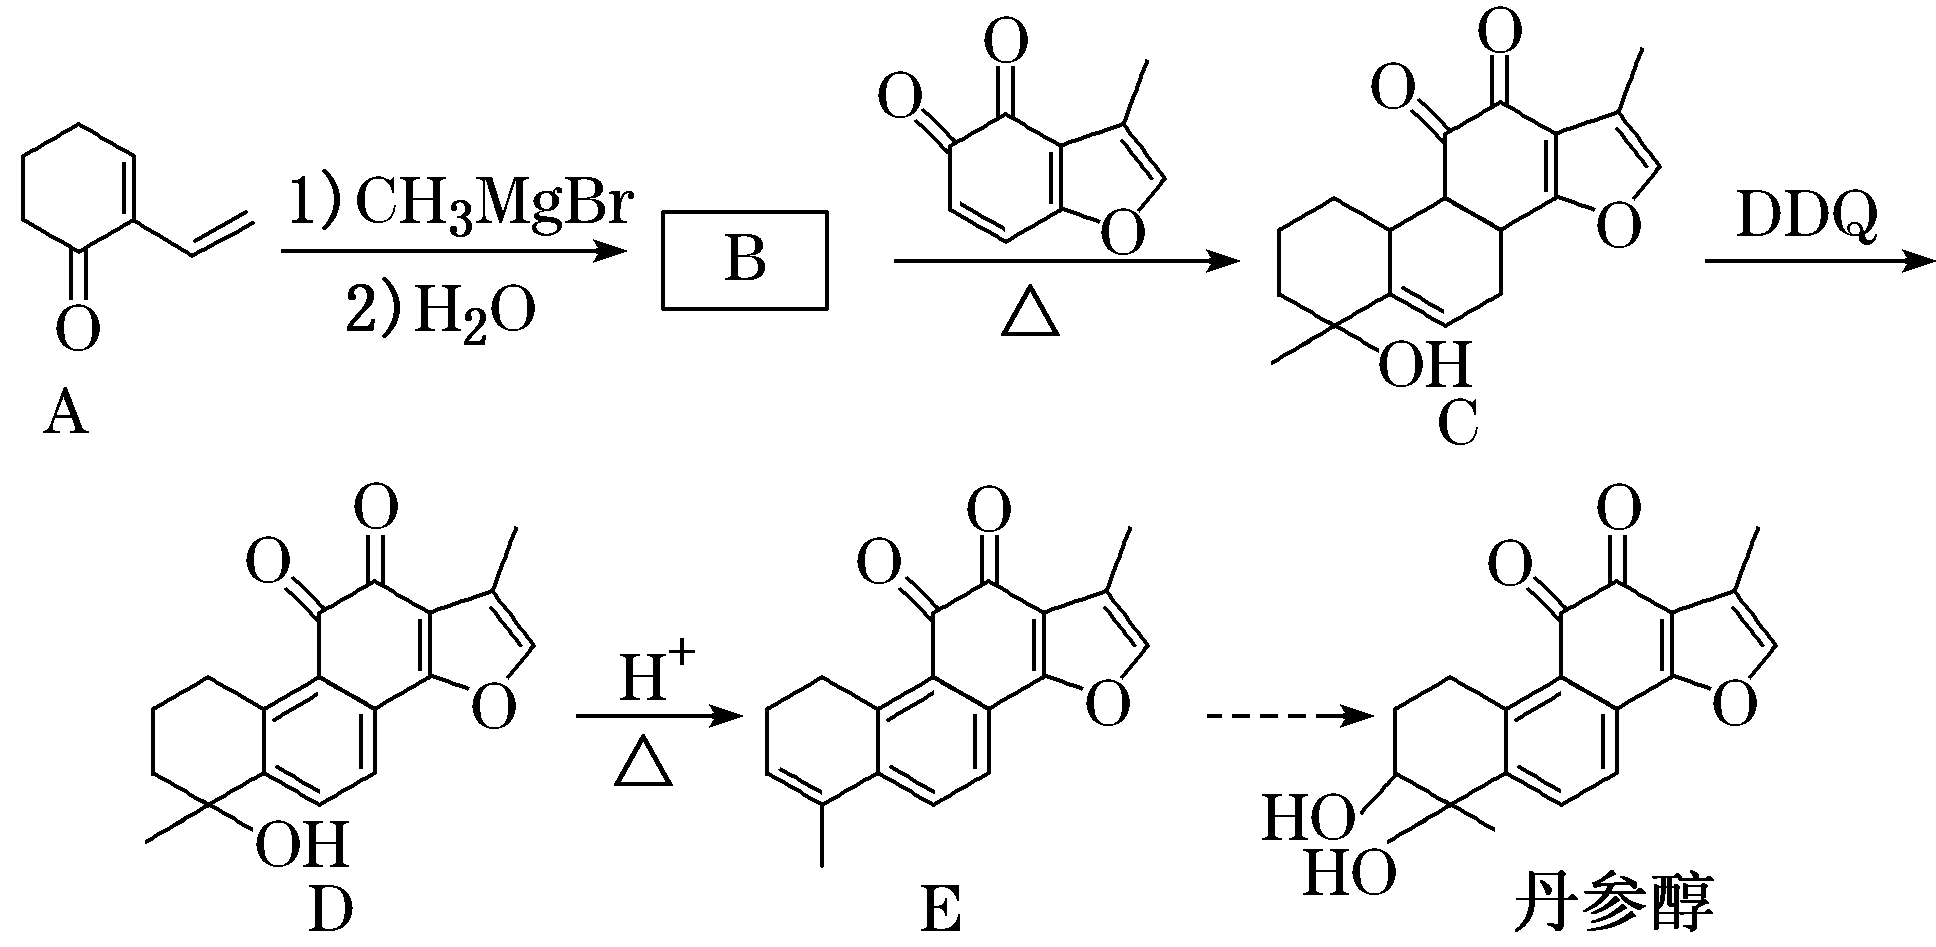 O O
1) CH₃MgBr
2) H₂O
O
A
B
O
△
O O
O
OH
C
DDQ
O O
O
OH
D
H⁺
△
O O
O
E
O O
O
HO
HO
丹参醇